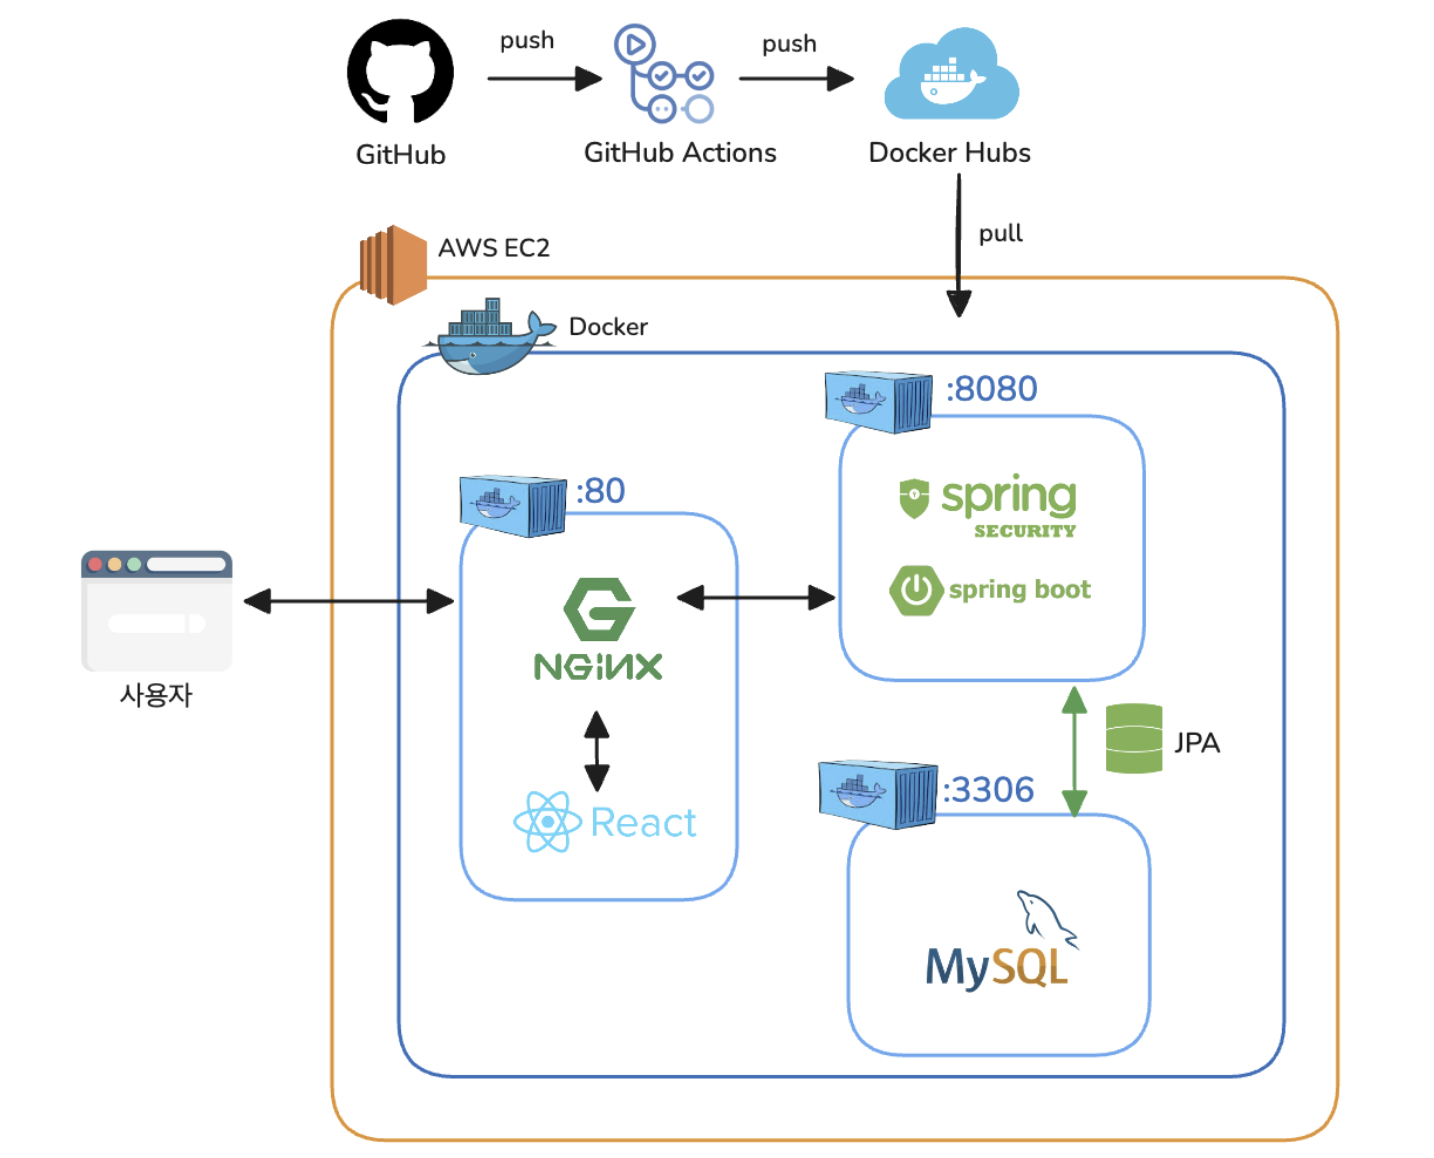 push
push
GitHub
GitHub Actions
Docker Hubs
pull
AWS EC2
Docker
:8080
spring
SECURITY
spring boot
:80
NGiNX
사용자
JPA
:3306
React
MySQL